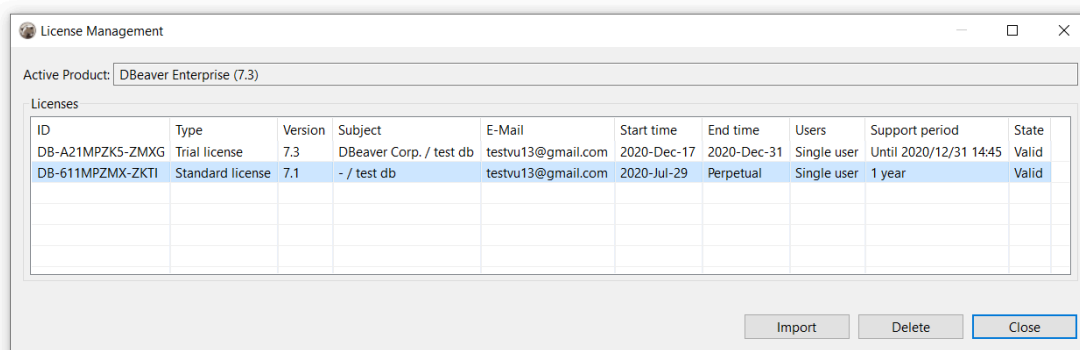 License Management
Active Product: DBeaver Enterprise (7.3)
Licenses
ID Type Version Subject E-Mail Start time End time Users Support period State
DB-A21MPZK5-ZMXG Trial license 7.3 DBeaver Corp. / test db testvu13@gmail.com 2020-Dec-17 2020-Dec-31 Single user Until 2020/12/31 14:45 Valid
DB-611MPZMX-ZKTI Standard license 7.1 - / test db testvu13@gmail.com 2020-Jul-29 Perpetual Single user 1 year Valid
Import Delete Close